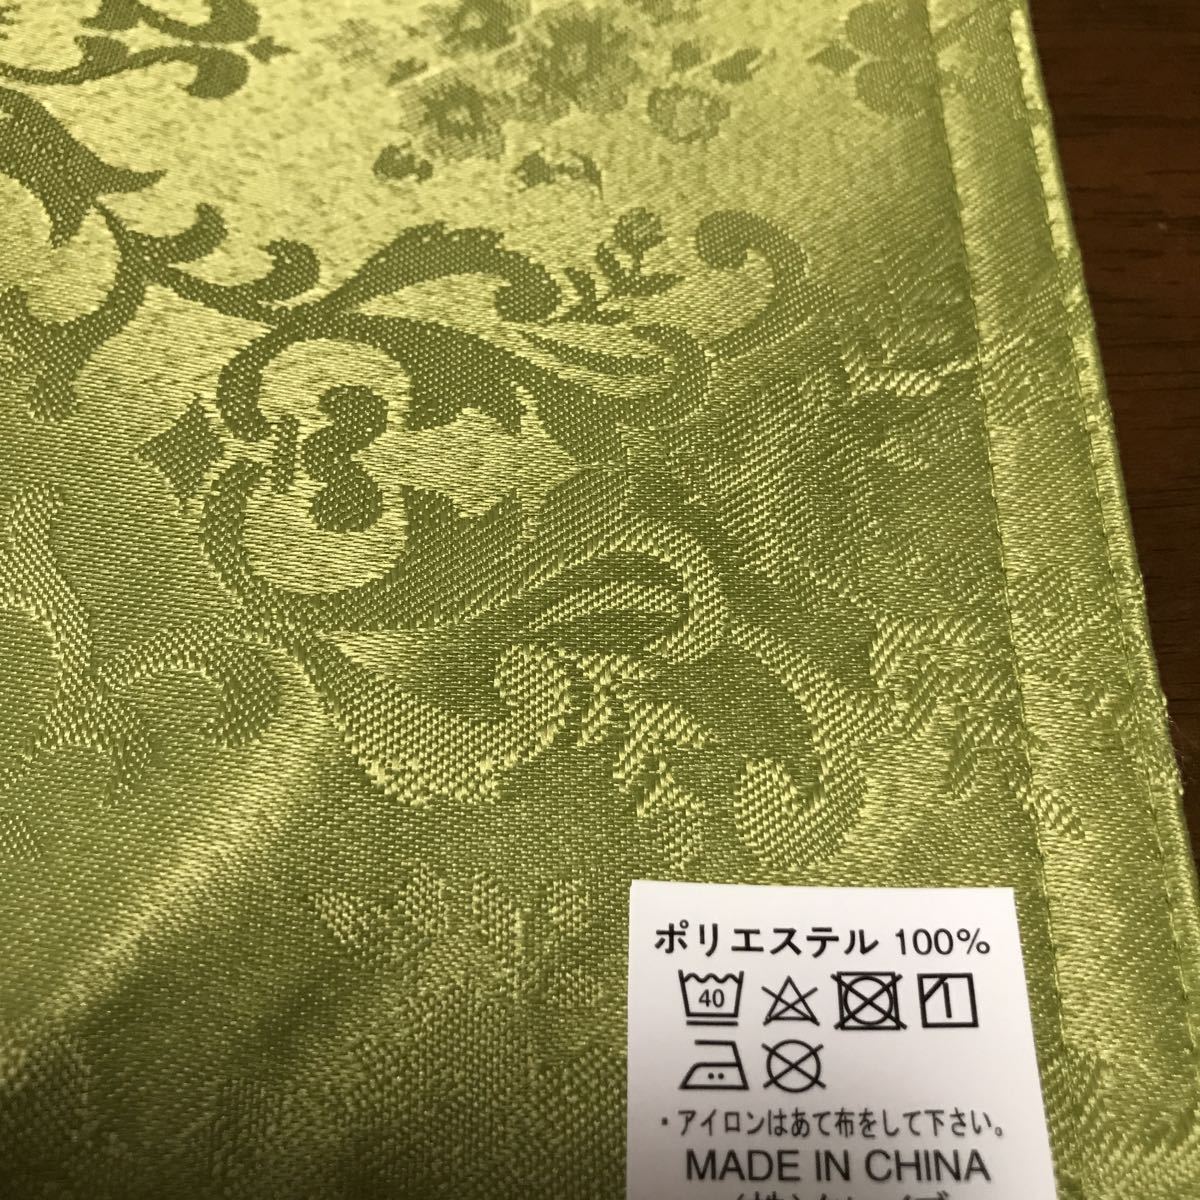 ポリエステル 100%
40
・アイロンはあて布をして下さい。
MADE IN CHINA